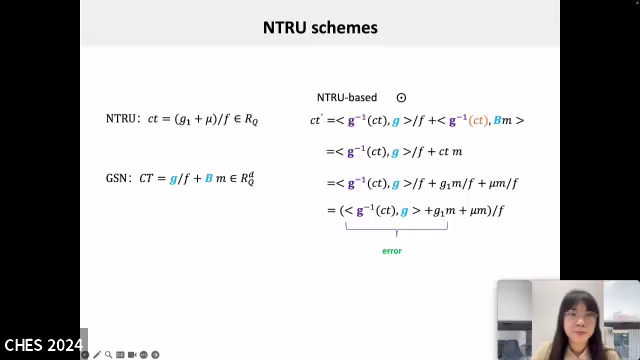 NTRU schemes
NTRU: ct = (g₁ + μ)/f ∈ R_Q
GSN: CT = g/f + B m ∈ R_Q^d
NTRU-based ⊙
ct′ =< g⁻¹(ct), g >/f +< g⁻¹(ct), Bm >
=< g⁻¹(ct), g >/f + ct m
=< g⁻¹(ct), g >/f + g₁m/f + μm/f
= (< g⁻¹(ct), g > +g₁m + μm)/f
error
CHES 2024